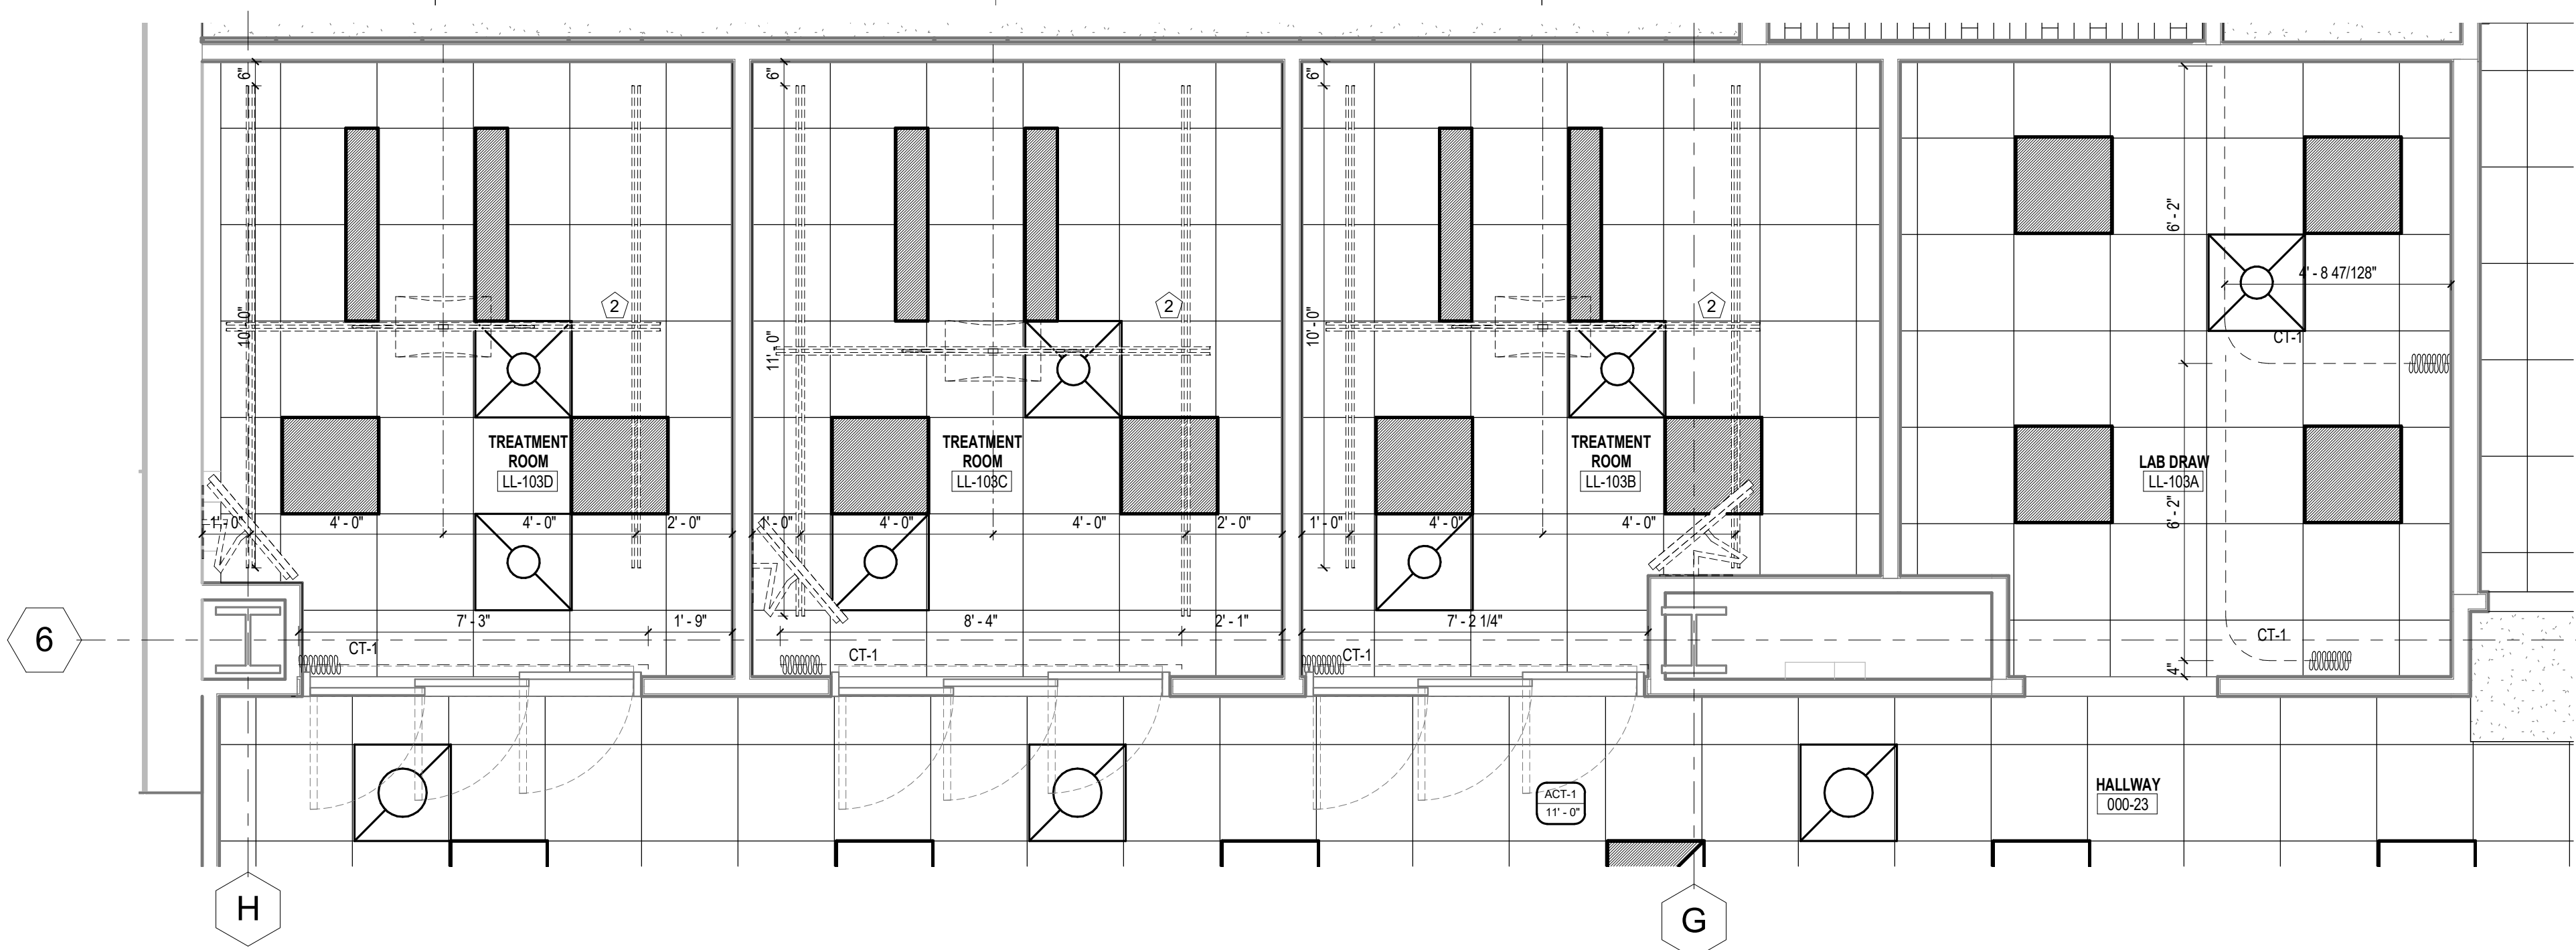 6"
6"
6"
6' - 2"
4' - 8 47/128"
2
2
2
10' - 0"
11' - 0"
10' - 0"
CT-1
TREATMENT
ROOM
LL-103D
TREATMENT
ROOM
LL-103C
TREATMENT
ROOM
LL-103B
LAB DRAW
LL-103A
6' - 2"
1' - 0"
4' - 0"
4' - 0"
2' - 0"
1' - 0"
4' - 0"
4' - 0"
2' - 0"
1' - 0"
4' - 0"
4' - 0"
7' - 3"
1' - 9"
8' - 4"
2' - 1"
7' - 2 1/4"
6
CT-1
CT-1
CT-1
CT-1
4"
ACT-1
11' - 0"
HALLWAY
000-23
H
G